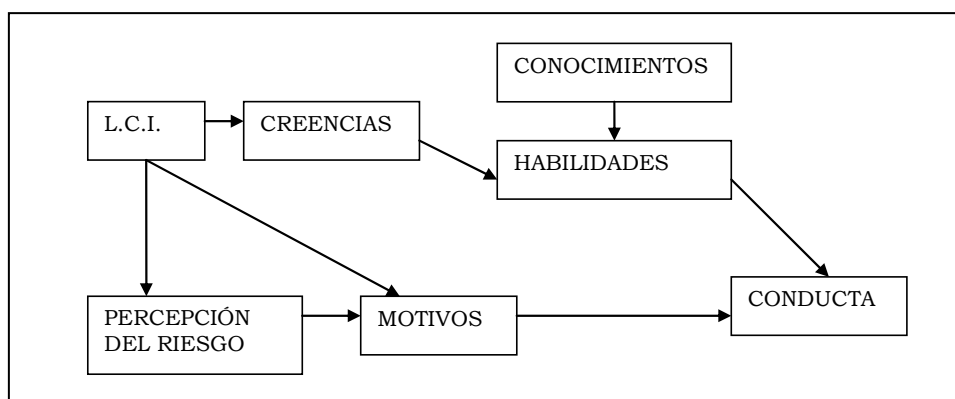 CONOCIMIENTOS
L.C.I.
CREENCIAS
HABILIDADES
PERCEPCIÓN
DEL RIESGO
MOTIVOS
CONDUCTA